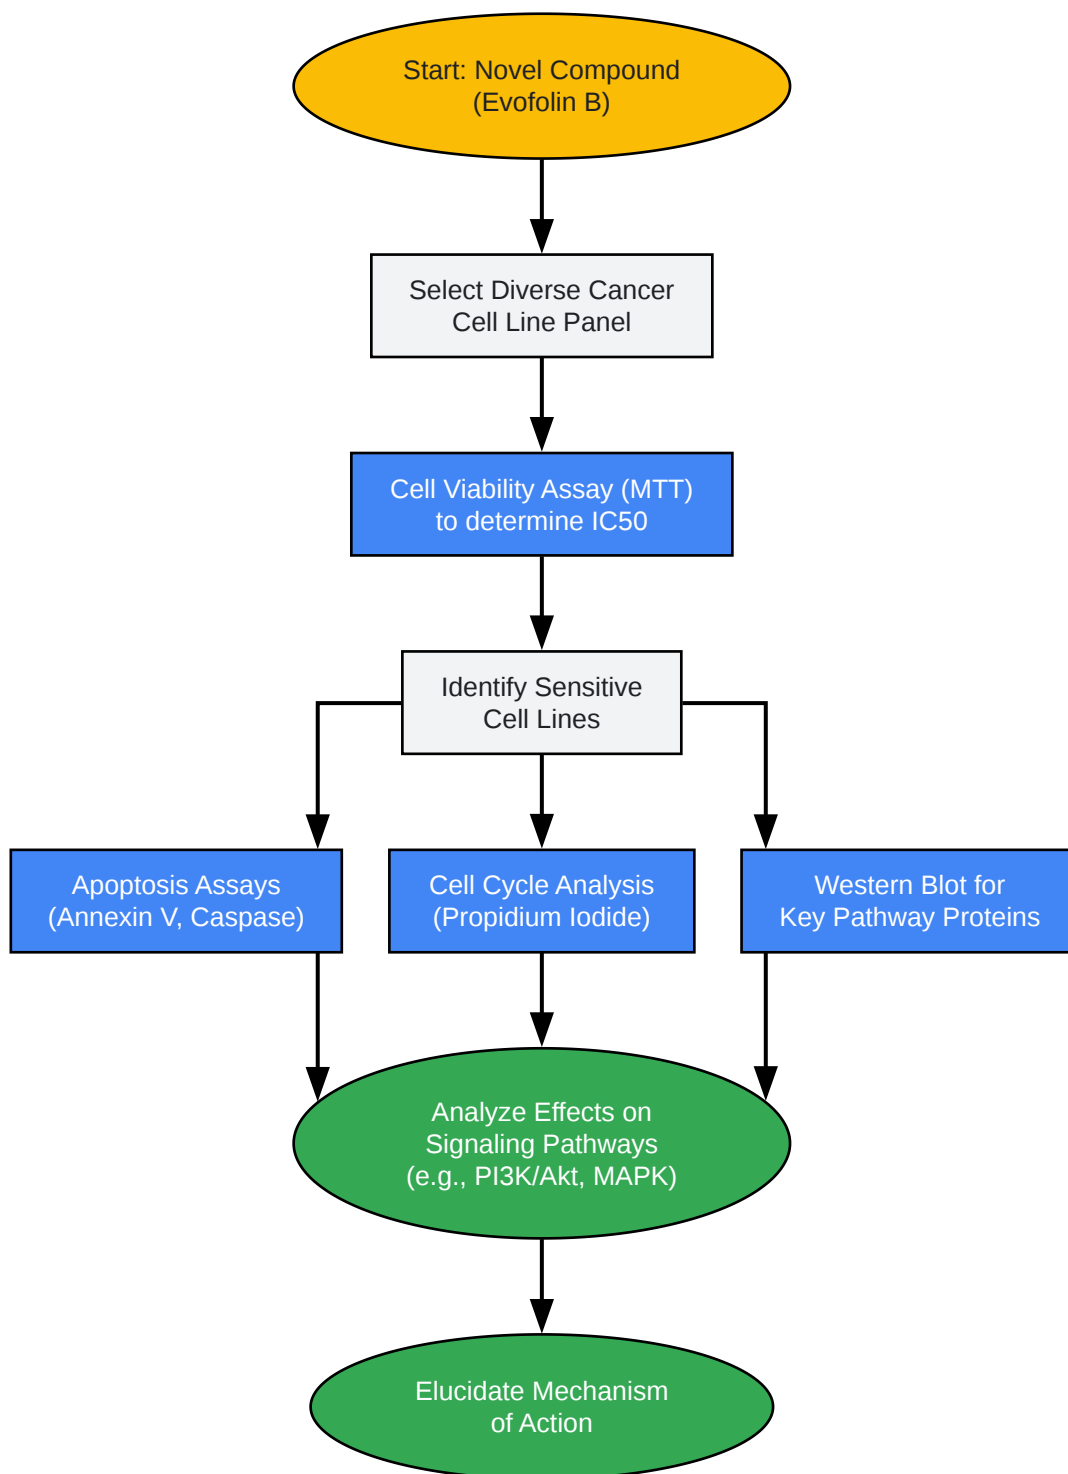 Start: Novel Compound
(Evofolin B)
Select Diverse Cancer
Cell Line Panel
Cell Viability Assay (MTT)
to determine IC50
Identify Sensitive
Cell Lines
Apoptosis Assays
(Annexin V, Caspase)
Cell Cycle Analysis
(Propidium Iodide)
Western Blot for
Key Pathway Proteins
Analyze Effects on
Signaling Pathways
(e.g., PI3K/Akt, MAPK)
Elucidate Mechanism
of Action